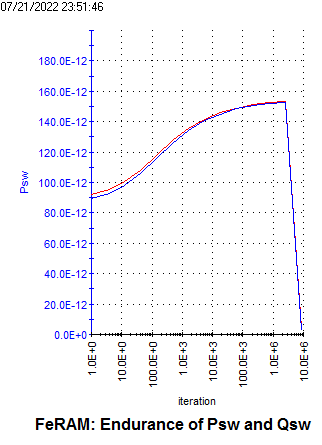 07/21/2022 23:51:46
180.0E-12
160.0E-12
140.0E-12
120.0E-12
100.0E-12
80.0E-12
60.0E-12
40.0E-12
20.0E-12
0.0E+0
Psw
1.0E+0
10.0E+0
100.0E+0
1.0E+3
10.0E+3
100.0E+3
1.0E+6
10.0E+6
iteration
FeRAM: Endurance of Psw and Qsw